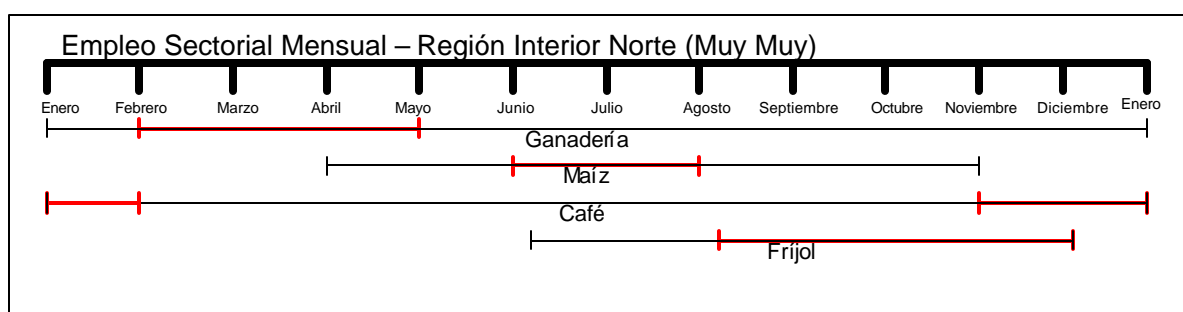 Empleo Sectorial Mensual – Región Interior Norte (Muy Muy)
Enero Febrero Marzo Abril Mayo Junio Julio Agosto Septiembre Octubre Noviembre Diciembre Enero
Ganadería
Maíz
Café
Fríjol